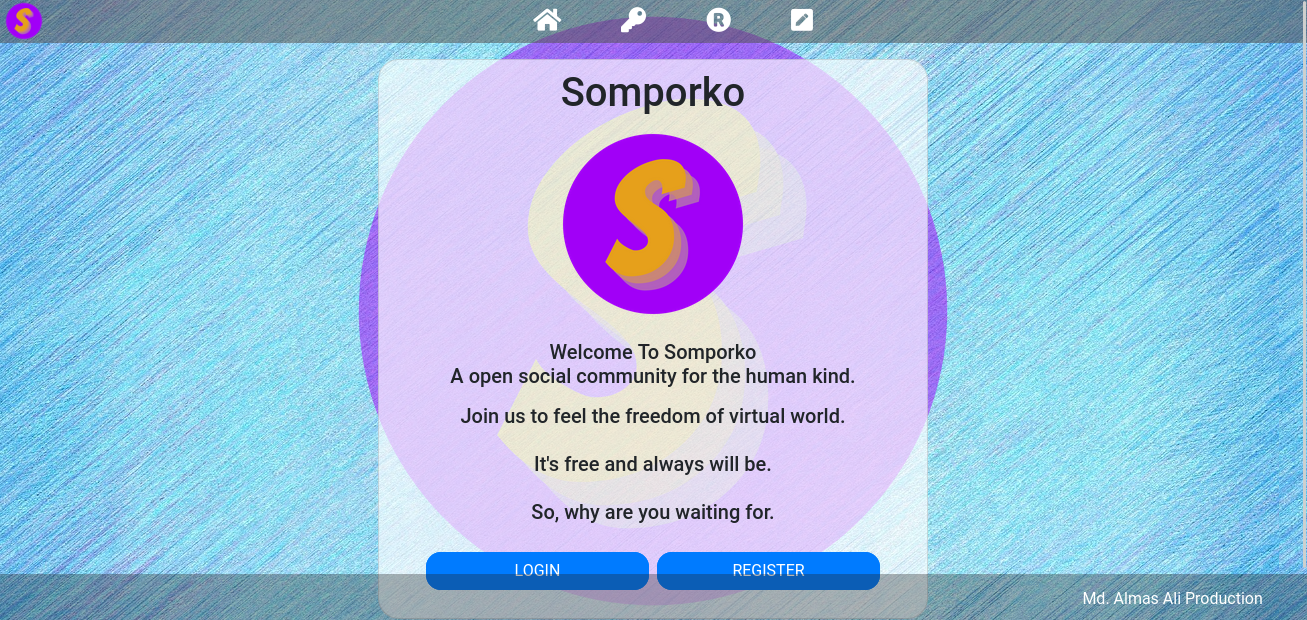 S
R
Somporko
S
Welcome To Somporko
A open social community for the human kind.
Join us to feel the freedom of virtual world.
It's free and always will be.
So, why are you waiting for.
LOGIN REGISTER
Md. Almas Ali Production